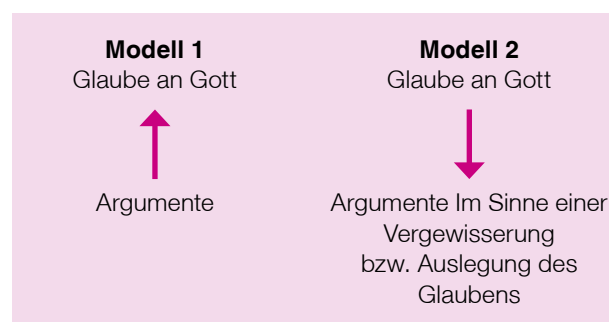 Modell 1
Glaube an Gott
Argumente
Modell 2
Glaube an Gott
Argumente Im Sinne einer
Vergewisserung
bzw. Auslegung des
Glaubens